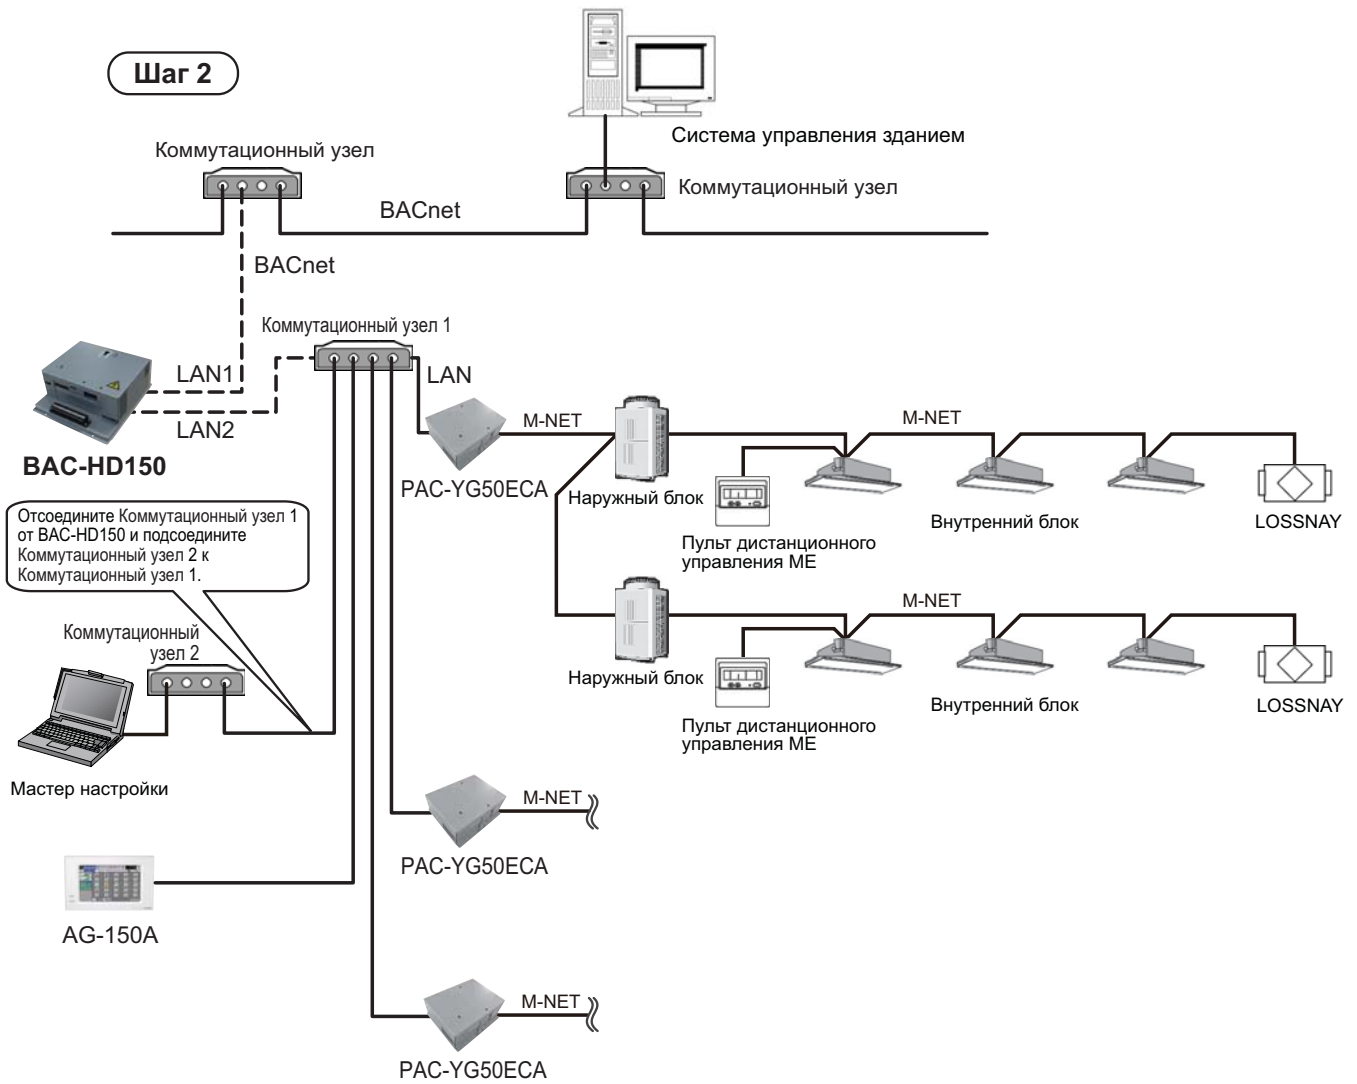 Шаг 2
Система управления зданием
Коммутационный узел
Коммутационный узел
BACnet
BACnet
Коммутационный узел 1
LAN1
LAN
LAN2
BAC-HD150
M-NET
M-NET
PAC-YG50ECA
Наружный блок
Пульт дистанционного
управления ME
Внутренний блок
LOSSNAY
Отсоедините Коммутационный узел 1
от BAC-HD150 и подсоедините
Коммутационный узел 2 к
Коммутационный узел 1.
M-NET
Коммутационный
узел 2
Наружный блок
Пульт дистанционного
управления ME
Внутренний блок
LOSSNAY
Мастер настройки
M-NET
PAC-YG50ECA
AG-150A
M-NET
PAC-YG50ECA